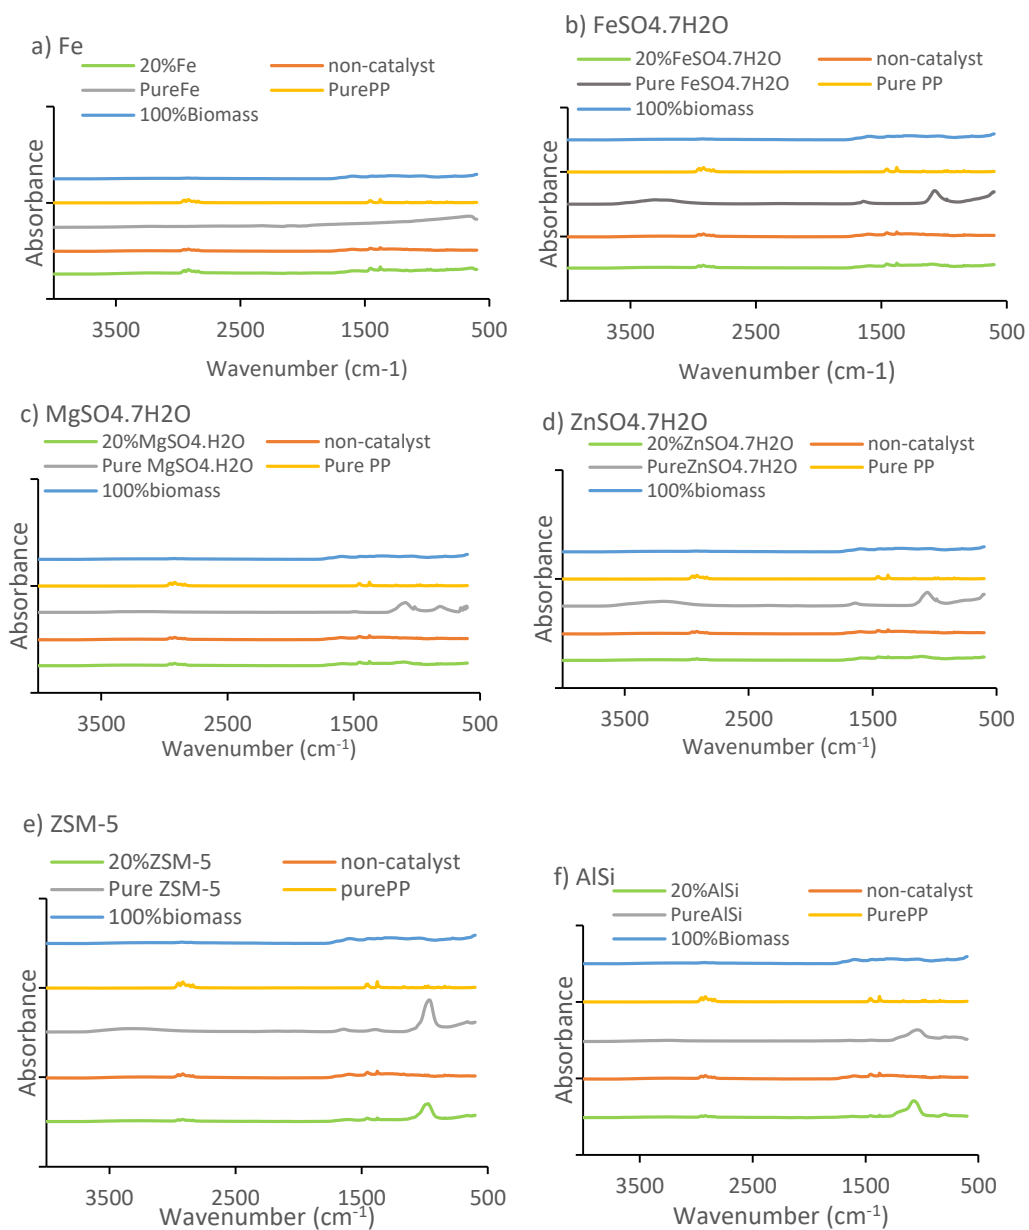 a) Fe
20%Fe non-catalyst
PureFe PurePP
100%Biomass
Absorbance
3500 2500 1500 500
Wavenumber (cm-1)
b) FeSO4.7H2O
20%FeSO4.7H2O non-catalyst
Pure FeSO4.7H2O Pure PP
100%biomass
Absorbance
3500 2500 1500 500
Wavenumber (cm-1)
c) MgSO4.7H2O
20%MgSO4.H2O non-catalyst
Pure MgSO4.H2O Pure PP
100%biomass
Absorbance
3500 2500 1500 500
Wavenumber (cm⁻¹)
d) ZnSO4.7H2O
20%ZnSO4.7H2O non-catalyst
PureZnSO4.7H2O Pure PP
100%biomass
Absorbance
3500 2500 1500 500
Wavenumber (cm⁻¹)
e) ZSM-5
20%ZSM-5 non-catalyst
Pure ZSM-5 purePP
100%biomass
Absorbance
3500 2500 1500 500
Wavenumber (cm⁻¹)
f) AlSi
20%AlSi non-catalyst
PureAlSi PurePP
100%Biomass
Absorbance
3500 2500 1500 500
Wavenumber (cm⁻¹)